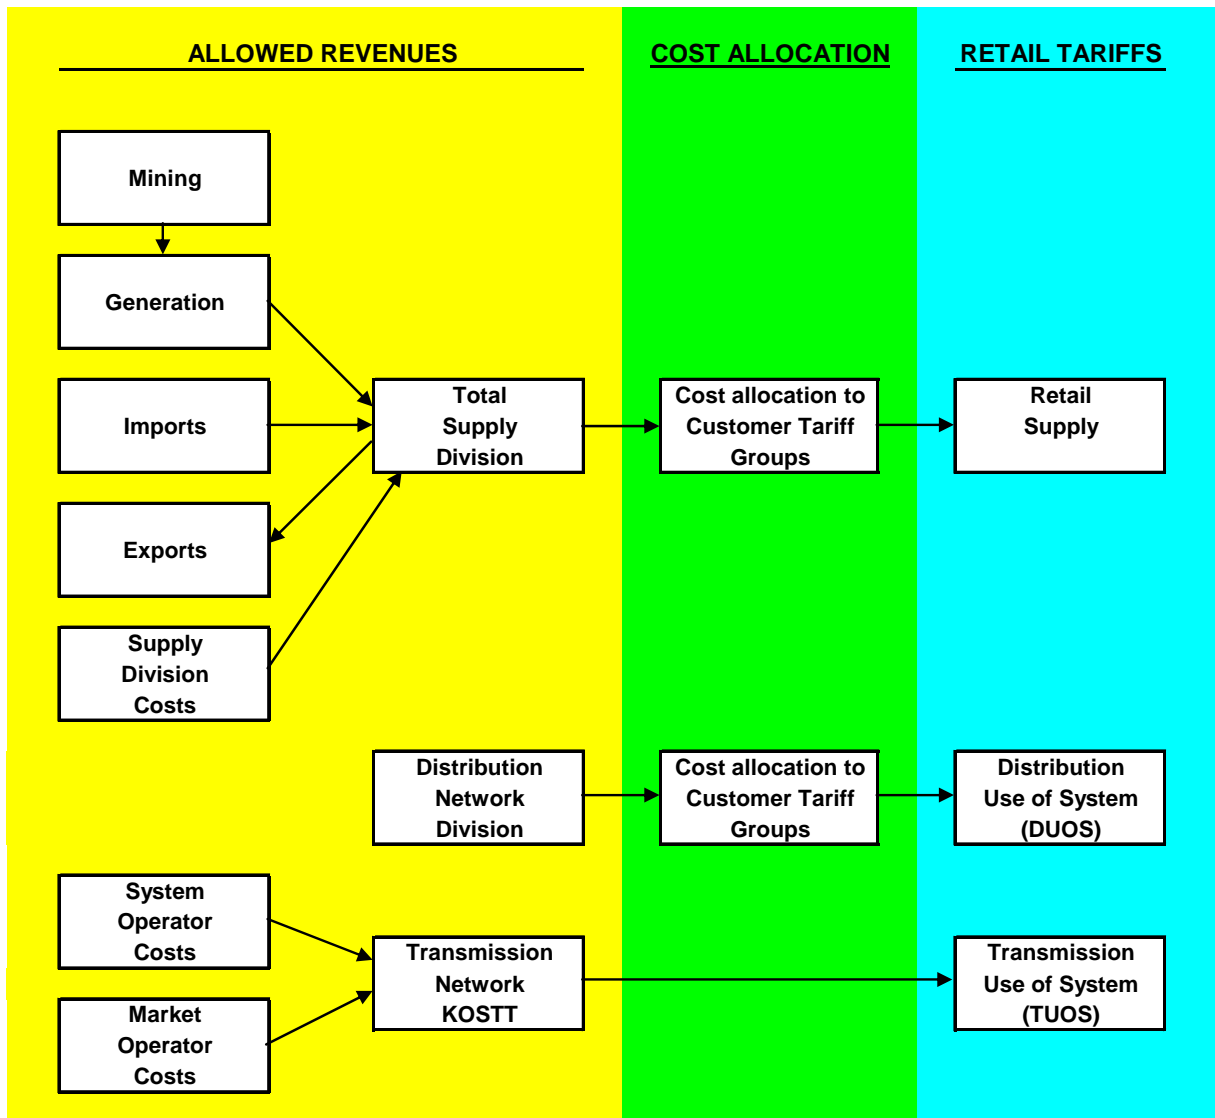 ALLOWED REVENUES
COST ALLOCATION
RETAIL TARIFFS
Mining
Generation
Imports
Total
Supply
Division
Cost allocation to
Customer Tariff
Groups
Retail
Supply
Exports
Supply
Division
Costs
Distribution
Network
Division
Cost allocation to
Customer Tariff
Groups
Distribution
Use of System
(DUOS)
System
Operator
Costs
Transmission
Network
KOSTT
Transmission
Use of System
(TUOS)
Market
Operator
Costs